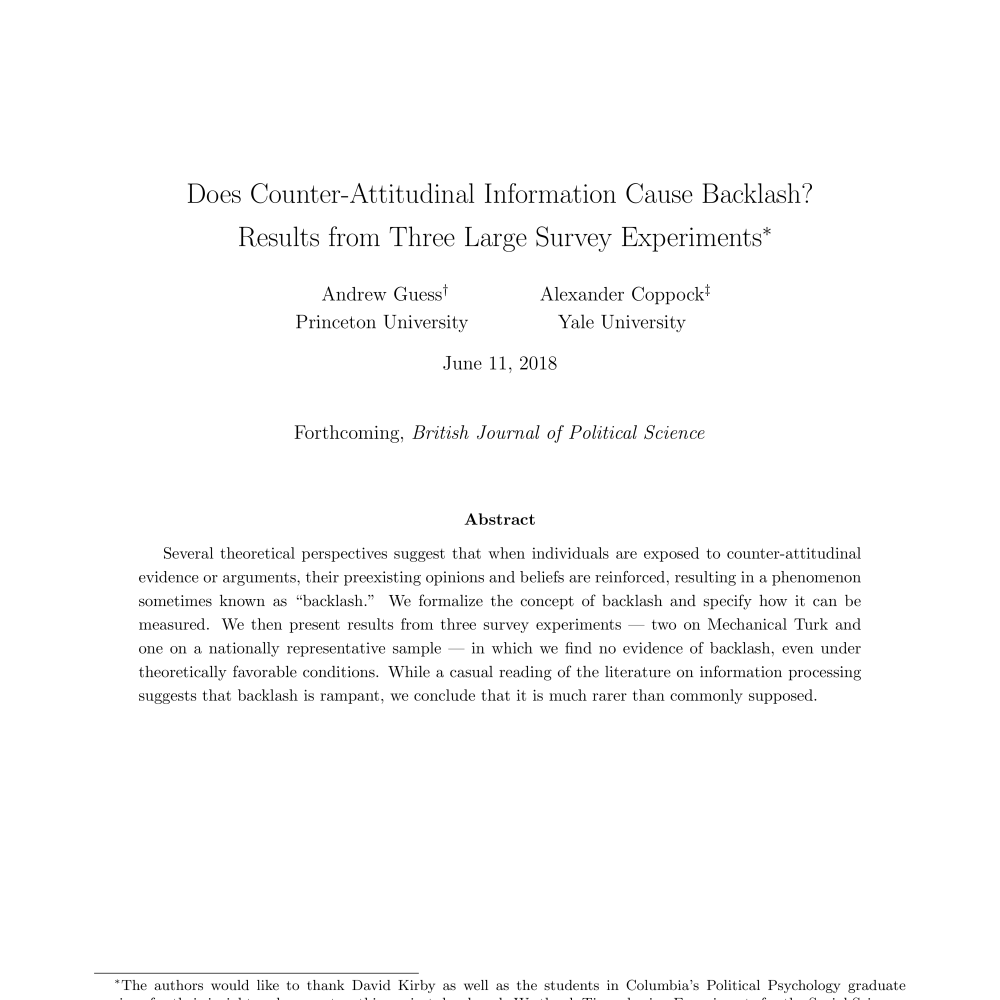 Does Counter-Attitudinal Information Cause Backlash?
Results from Three Large Survey Experiments*
Andrew Guess† Alexander Coppock‡
Princeton University Yale University
June 11, 2018
Forthcoming, British Journal of Political Science
Abstract
Several theoretical perspectives suggest that when individuals are exposed to counter-attitudinal
evidence or arguments, their preexisting opinions and beliefs are reinforced, resulting in a phenomenon
sometimes known as “backlash.” We formalize the concept of backlash and specify how it can be
measured. We then present results from three survey experiments — two on Mechanical Turk and
one on a nationally representative sample — in which we find no evidence of backlash, even under
theoretically favorable conditions. While a casual reading of the literature on information processing
suggests that backlash is rampant, we conclude that it is much rarer than commonly supposed.
*The authors would like to thank David Kirby as well as the students in Columbia’s Political Psychology graduate